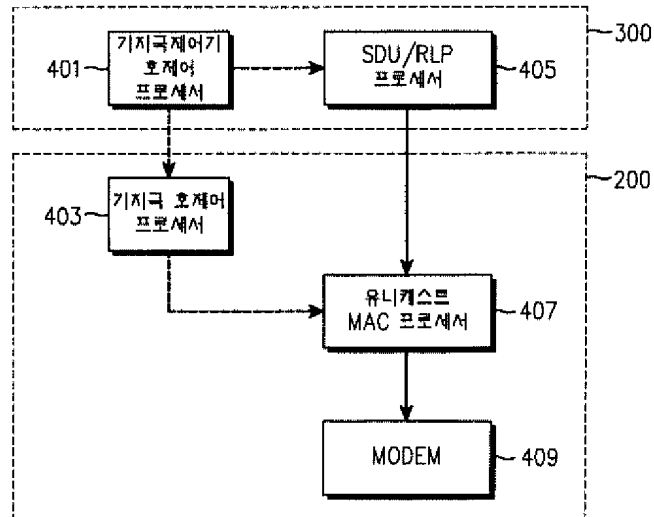 300
401
기지국제어기
호제어
프로세서
SDU/RLP
프로세서
405
200
403
기지국 호제어
프로세서
유니캐스트
MAC 프로세서
407
MODEM
409